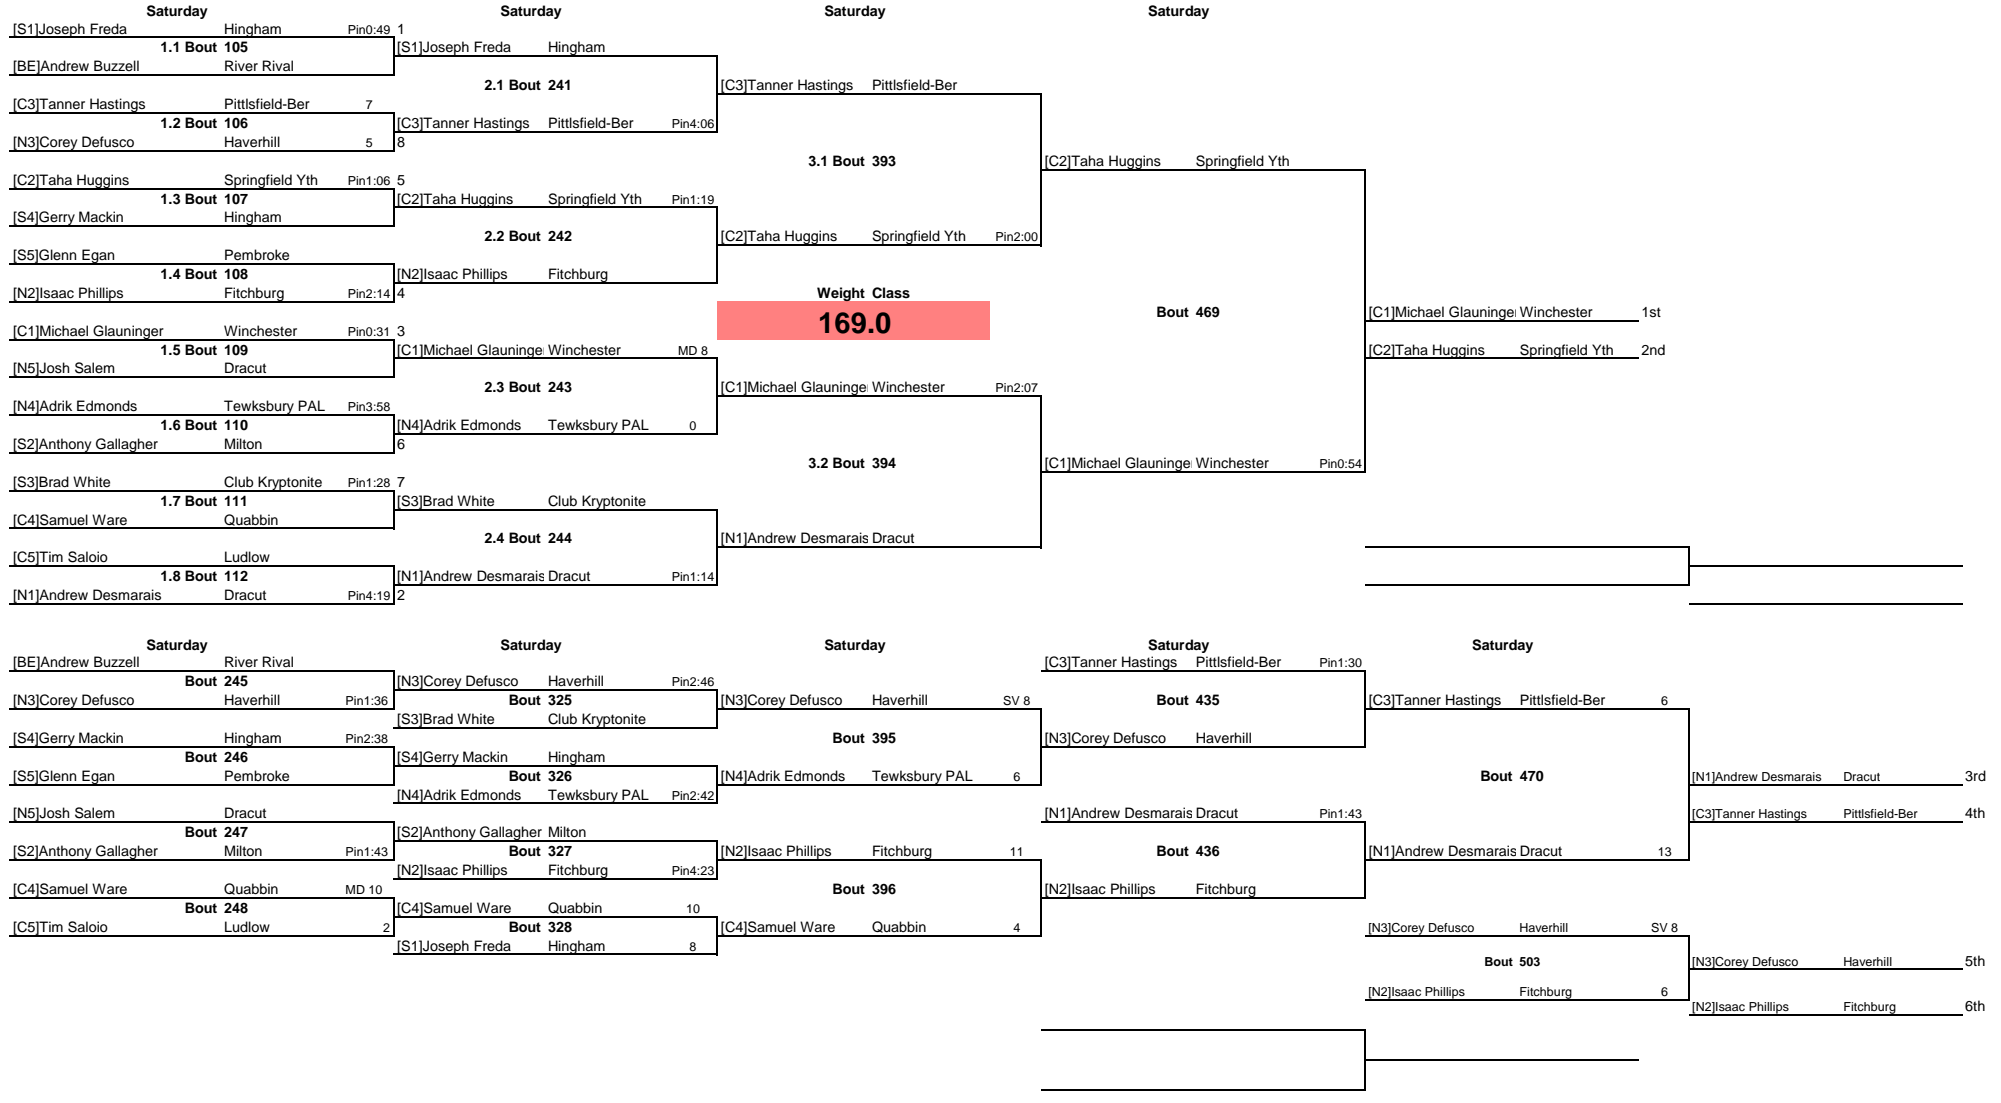 Saturday Saturday Saturday Saturday
[S1]Joseph Freda Hingham Pin0:49 1
1.1 Bout 105 [S1]Joseph Freda Hingham
[BE]Andrew Buzzell River Rival
2.1 Bout 241 [C3]Tanner Hastings Pittlsfield-Ber
[C3]Tanner Hastings Pittlsfield-Ber 7
1.2 Bout 106 [C3]Tanner Hastings Pittlsfield-Ber Pin4:06
[N3]Corey Defusco Haverhill 5 8
3.1 Bout 393 [C2]Taha Huggins Springfield Yth
[C2]Taha Huggins Springfield Yth Pin1:06 5
1.3 Bout 107 [C2]Taha Huggins Springfield Yth Pin1:19
[S4]Gerry Mackin Hingham
2.2 Bout 242 [C2]Taha Huggins Springfield Yth Pin2:00
[S5]Glenn Egan Pembroke
1.4 Bout 108 [N2]Isaac Phillips Fitchburg
[N2]Isaac Phillips Fitchburg Pin2:14 4 Weight Class
169.0 Bout 469 [C1]Michael Glauninge Winchester 1st
[C1]Michael Glauninger Winchester Pin0:31 3
1.5 Bout 109 [C1]Michael Glauninge Winchester MD 8 [C2]Taha Huggins Springfield Yth 2nd
[N5]Josh Salem Dracut
2.3 Bout 243 [C1]Michael Glauninge Winchester Pin2:07
[N4]Adrik Edmonds Tewksbury PAL Pin3:58
1.6 Bout 110 [N4]Adrik Edmonds Tewksbury PAL 0
[S2]Anthony Gallagher Milton 6
3.2 Bout 394 [C1]Michael Glauninge Winchester Pin0:54
[S3]Brad White Club Kryptonite Pin1:28 7
1.7 Bout 111 [S3]Brad White Club Kryptonite
[C4]Samuel Ware Quabbin
2.4 Bout 244 [N1]Andrew Desmarais Dracut
[C5]Tim Saloio Ludlow
1.8 Bout 112 [N1]Andrew Desmarais Dracut Pin1:14
[N1]Andrew Desmarais Dracut Pin4:19 2
Saturday Saturday Saturday Saturday Saturday
[BE]Andrew Buzzell River Rival [C3]Tanner Hastings Pittlsfield-Ber Pin1:30
Bout 245 [N3]Corey Defusco Haverhill Pin2:46
[N3]Corey Defusco Haverhill Pin1:36 Bout 325 [N3]Corey Defusco Haverhill SV 8 Bout 435 [C3]Tanner Hastings Pittlsfield-Ber 6
[S3]Brad White Club Kryptonite
[S4]Gerry Mackin Hingham Pin2:38 Bout 395 [N3]Corey Defusco Haverhill
Bout 246 [S4]Gerry Mackin Hingham
[S5]Glenn Egan Pembroke Bout 326 [N4]Adrik Edmonds Tewksbury PAL 6 Bout 470 [N1]Andrew Desmarais Dracut 3rd
[N4]Adrik Edmonds Tewksbury PAL Pin2:42
[N5]Josh Salem Dracut [N1]Andrew Desmarais Dracut Pin1:43 [C3]Tanner Hastings Pittlsfield-Ber 4th
Bout 247 [S2]Anthony Gallagher Milton
[S2]Anthony Gallagher Milton Pin1:43 Bout 327 [N2]Isaac Phillips Fitchburg 11 Bout 436 [N1]Andrew Desmarais Dracut 13
[N2]Isaac Phillips Fitchburg Pin4:23
[C4]Samuel Ware Quabbin MD 10 Bout 396 [N2]Isaac Phillips Fitchburg
Bout 248 [C4]Samuel Ware Quabbin 10
[C5]Tim Saloio Ludlow 2 Bout 328 [C4]Samuel Ware Quabbin 4 [N3]Corey Defusco Haverhill SV 8
[S1]Joseph Freda Hingham 8
Bout 503 [N3]Corey Defusco Haverhill 5th
[N2]Isaac Phillips Fitchburg 6
[N2]Isaac Phillips Fitchburg 6th